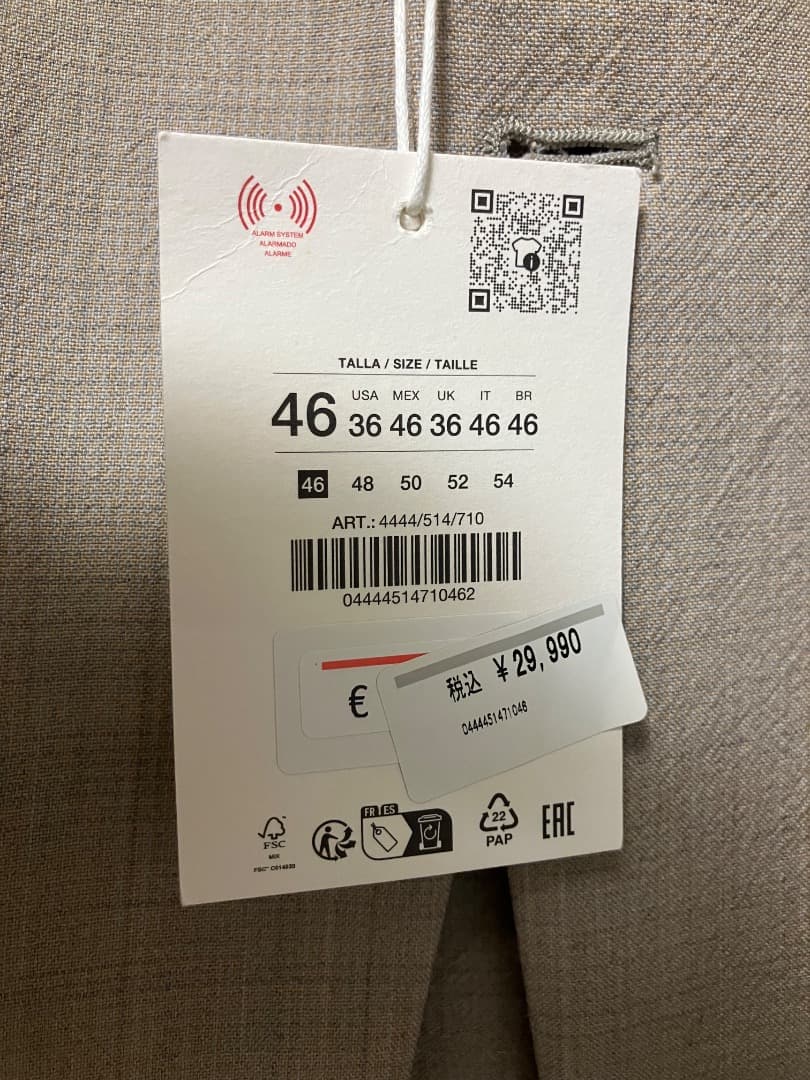 ALARM SYSTEM
ALARMADO
ALARME
TALLA / SIZE / TAILLE
46
USA MEX UK IT BR
36 46 36 46 46
46 48 50 52 54
ART.: 4444/514/710
04444514710462
€
税込 ¥29,990
0444451471046
FR ES
FSC
MIX
22
PAP
EAC